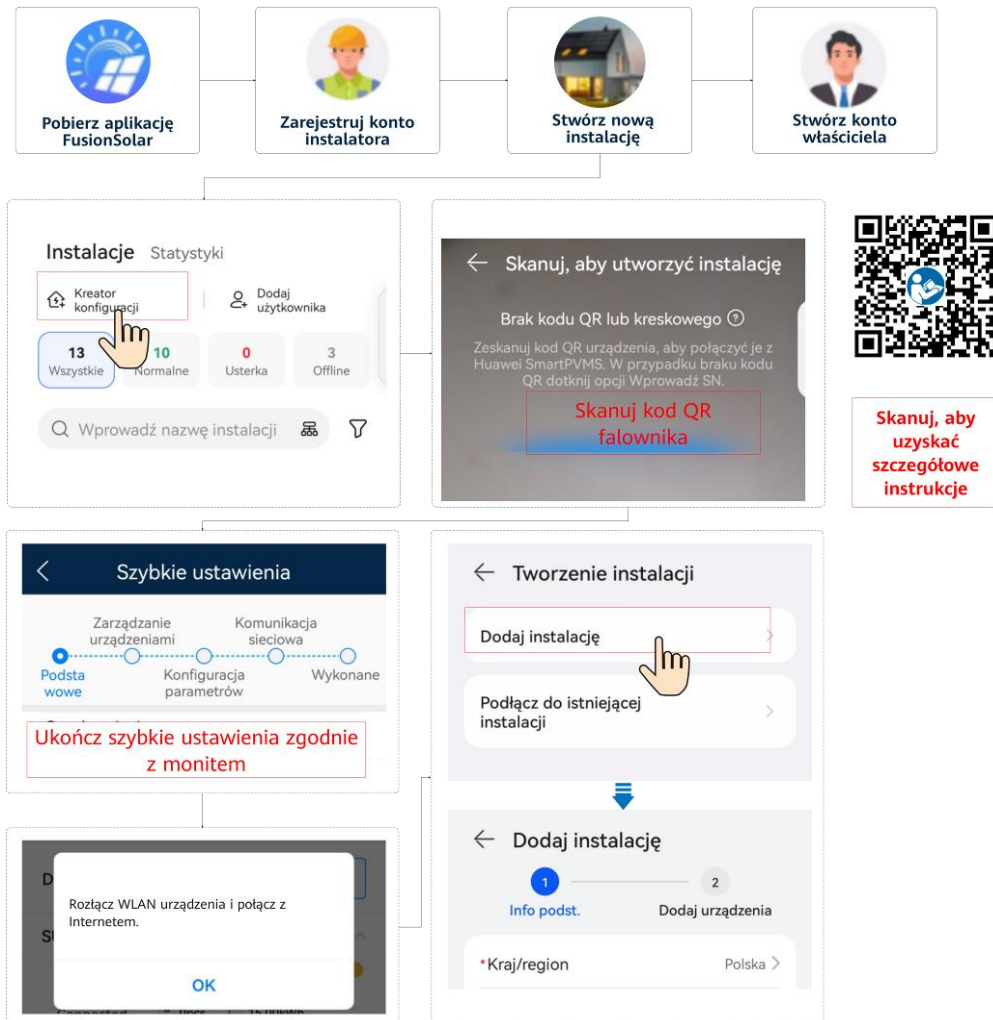 Pobierz aplikację
FusionSolar
Zarejestruj konto
instalatora
Stwórz nową
instalację
Stwórz konto
właściciela
Instalacje Statystyki
Kreator
konfiguracji
Dodaj
użytkownika
13
Wszystkie
10
Normalne
0
Usterka
3
Offline
Wprowadź nazwę instalacji
Skanuj, aby utworzyć instalację
Brak kodu QR lub kreskowego
Zeskanuj kod QR urządzenia, aby połączyć je z
Huawei SmartPVMS. W przypadku braku kodu
QR dotknij opcji Wprowadź SN.
Skanuj kod QR
falownika
Skanuj, aby
uzyskać
szczegółowe
instrukcje
Szybkie ustawienia
Zarządzanie
urządzeniami
Komunikacja
sieciowa
Podsta
wowe
Konfiguracja
parametrów
Wykonane
Ukończ szybkie ustawienia zgodnie
z monitem
Rozłącz WLAN urządzenia i połącz z
Internetem.
OK
Tworzenie instalacji
Dodaj instalację
Podłącz do istniejącej
instalacji
Dodaj instalację
1
2
Info podst.
Dodaj urządzenia
*Kraj/region
Polska